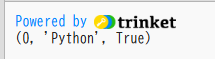 Powered by trinket
(0, 'Python', True)